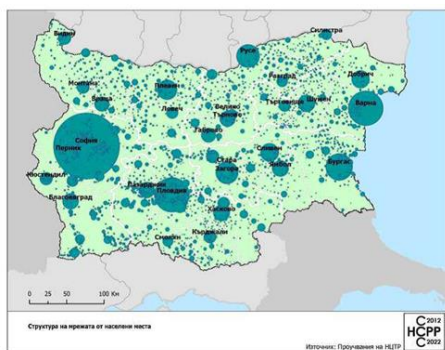 Видин
Силистра
Русе
Монтана
Плевен
Разград
Добрич
Враца
Ловеч
Велико
Търново
Търговище
Шумен
Варна
Габрово
София
Перник
Сливен
Стара
Загора
Ямбол
Бургас
Кюстендил
Пазарджик
Пловдив
Благоевград
Хасково
Смолян
Кърджали
0 25 50 100 Км
Структура на мрежата от населени места
Източник: Проучвания на НЦТР
С 2012
НСРР
С 2022